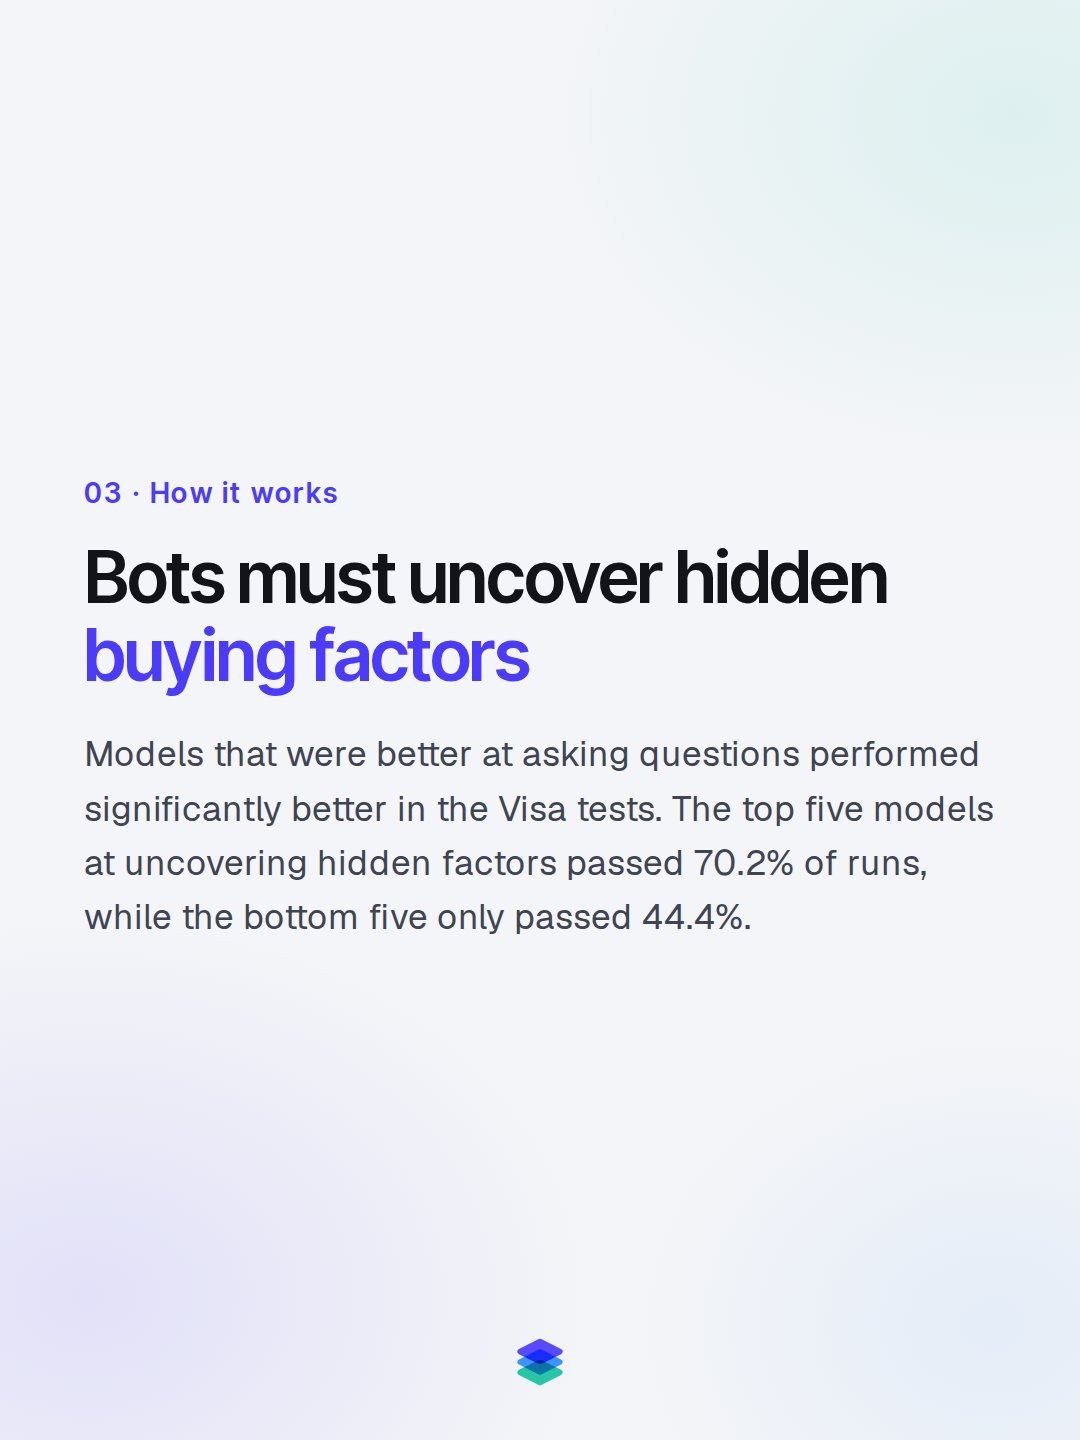 03 · How it works
Bots must uncover hidden
buying factors
Models that were better at asking questions performed
significantly better in the Visa tests. The top five models
at uncovering hidden factors passed 70.2% of runs,
while the bottom five only passed 44.4%.